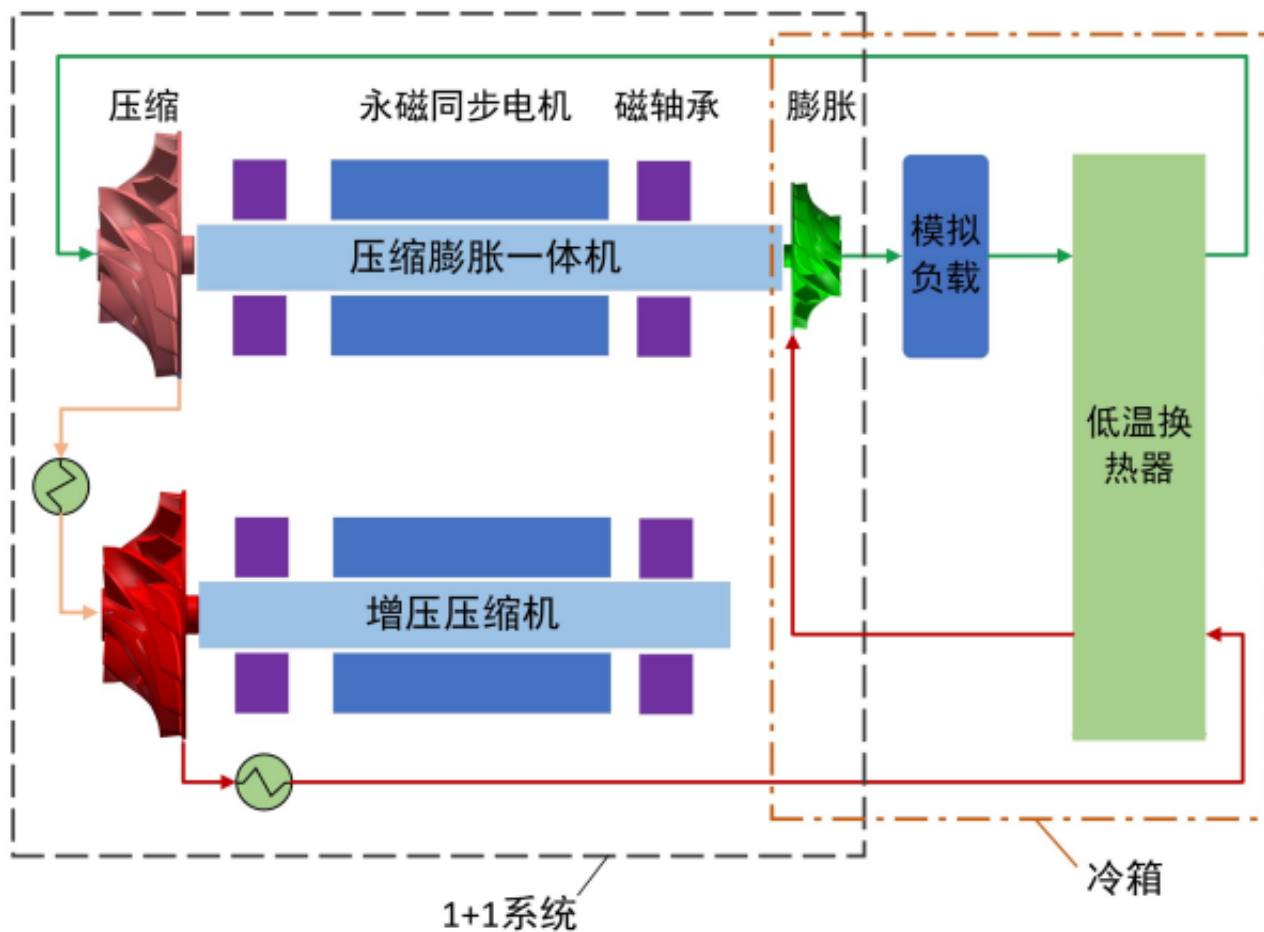 压缩
永磁同步电机
磁轴承
膨胀
压缩膨胀一体机
模拟
负载
低温换
热器
增压压缩机
冷箱
1+1系统